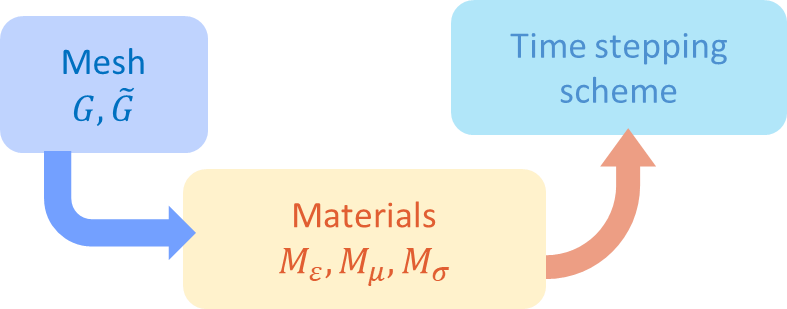 Mesh
G, G̃
Materials
M_ε, M_μ, M_σ
Time stepping
scheme